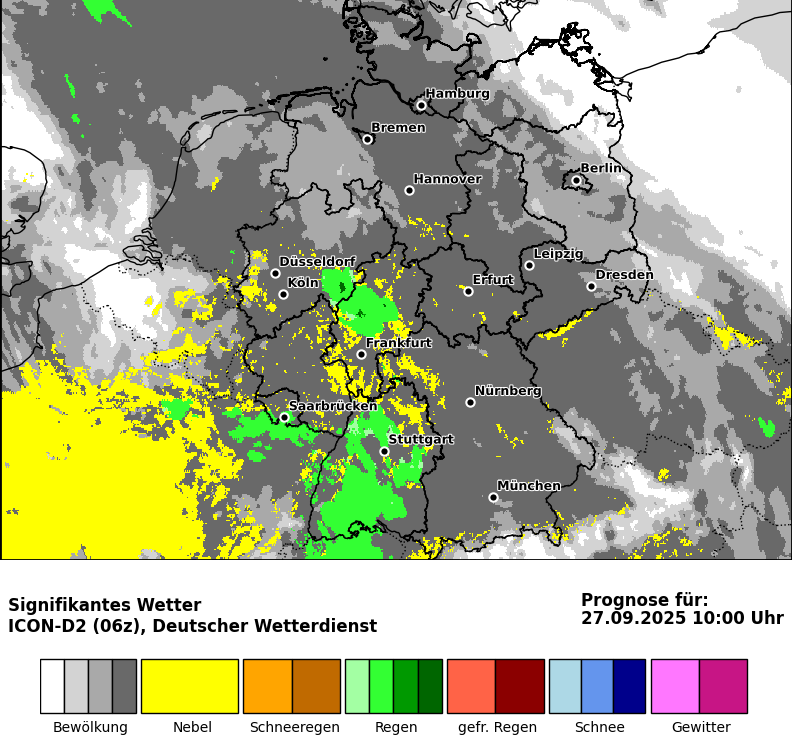 Hamburg
Bremen
Berlin
Hannover
Leipzig
Düsseldorf
Dresden
Köln
Erfurt
Frankfurt
Nürnberg
Saarbrücken
Stuttgart
München
Signifikantes Wetter
ICON-D2 (06z), Deutscher Wetterdienst
Prognose für:
27.09.2025 10:00 Uhr
Bewölkung Nebel Schneeregen Regen gefr. Regen Schnee Gewitter